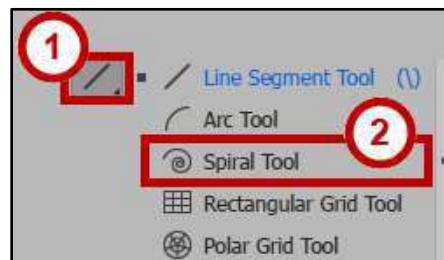 1
Line Segment Tool (\)
Arc Tool
2
Spiral Tool
Rectangular Grid Tool
Polar Grid Tool